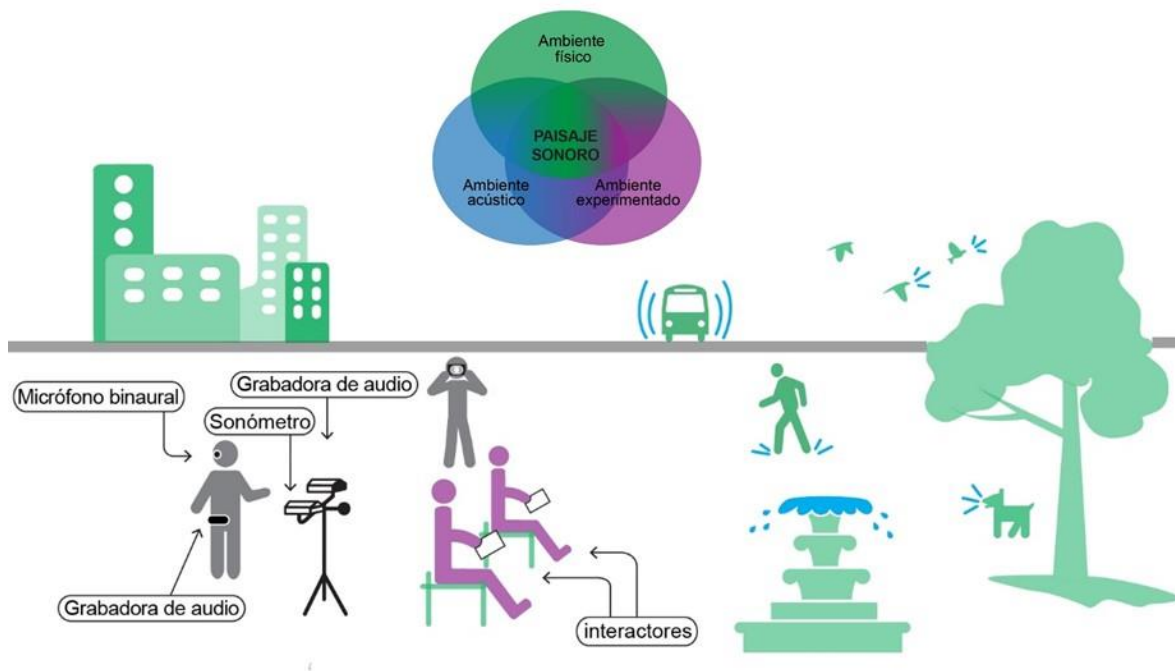 Ambiente
físico
PAISAJE
SONORO
Ambiente
acústico
Ambiente
experimentado
Grabadora de audio
Micrófono binaural
Sonómetro
Grabadora de audio
interactores